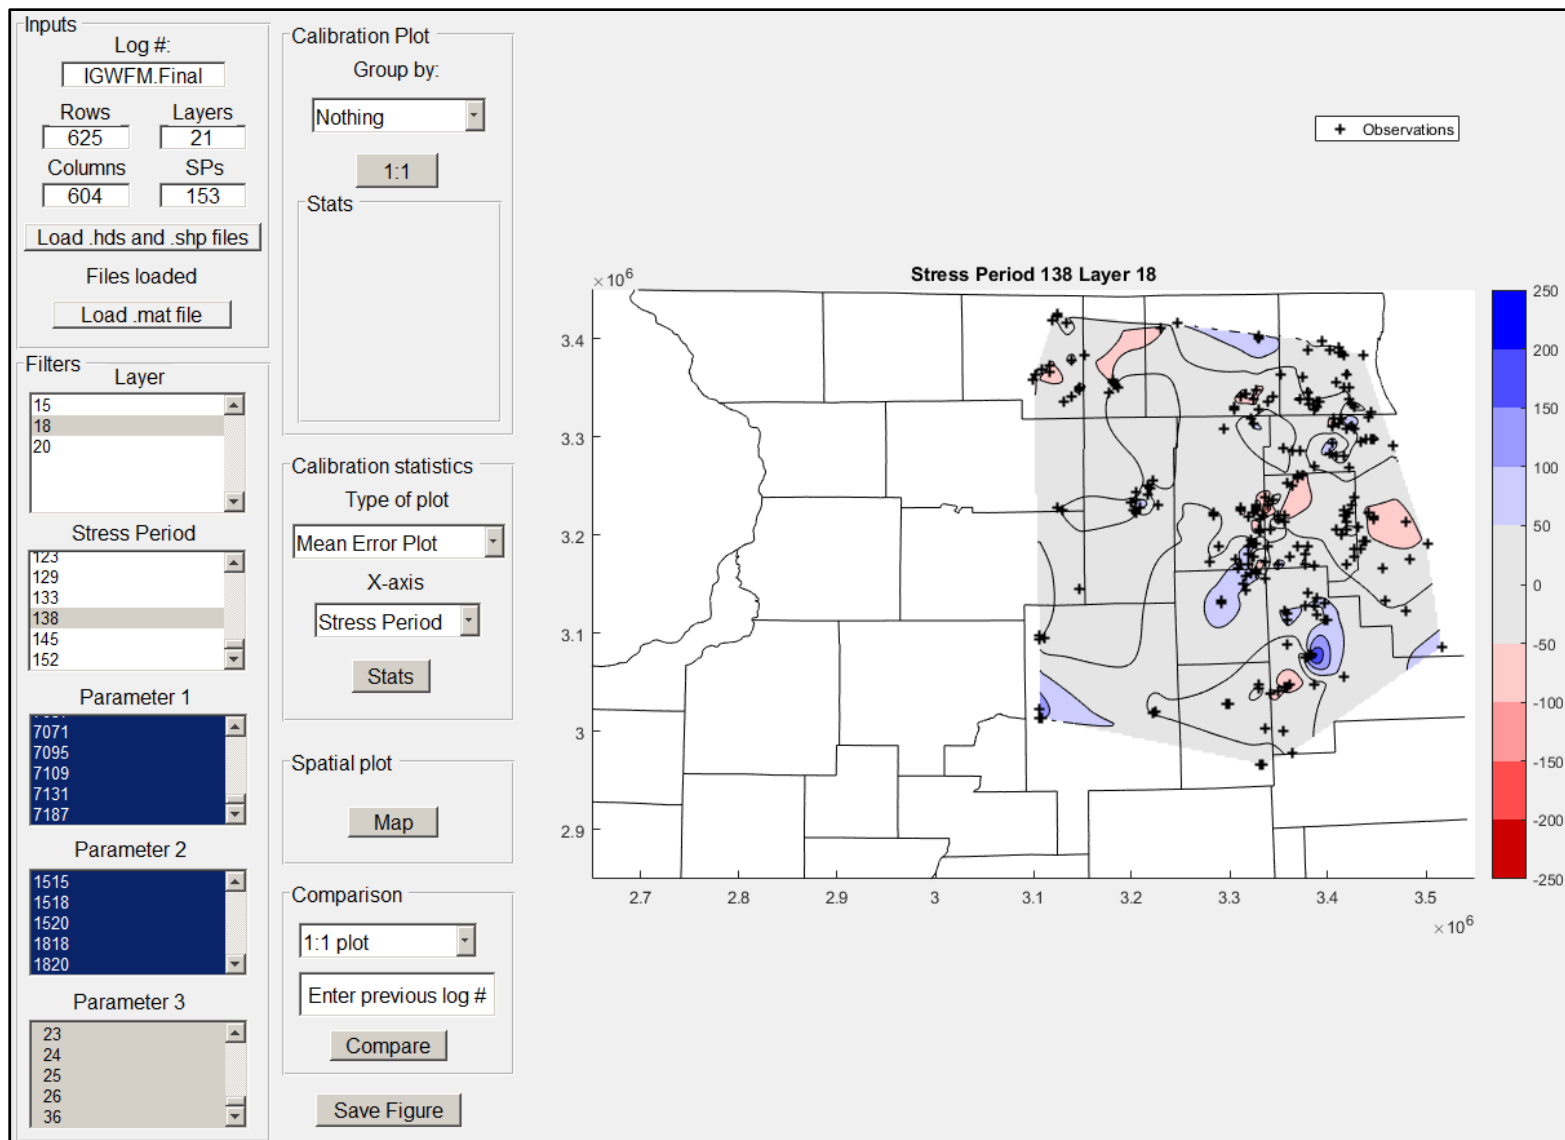 Inputs
Log #:
IGWFM.Final
Rows
Layers
625
21
Columns
SPs
604
153
Load .hds and .shp files
Files loaded
Load .mat file
Filters
Layer
15
18
20
Stress Period
123
129
133
138
145
152
Parameter 1
7071
7095
7109
7131
7187
Parameter 2
1515
1518
1520
1818
1820
Parameter 3
23
24
25
26
36
Calibration Plot
Group by:
Nothing
1:1
Stats
Calibration statistics
Type of plot
Mean Error Plot
X-axis
Stress Period
Stats
Spatial plot
Map
Comparison
1:1 plot
Enter previous log #
Compare
Save Figure
Observations
Stress Period 138 Layer 18
× 10⁶
3.4
3.3
3.2
3.1
3
2.9
2.7
2.8
2.9
3
3.1
3.2
3.3
3.4
3.5
× 10⁶
250
200
150
100
50
0
-50
-100
-150
-200
-250